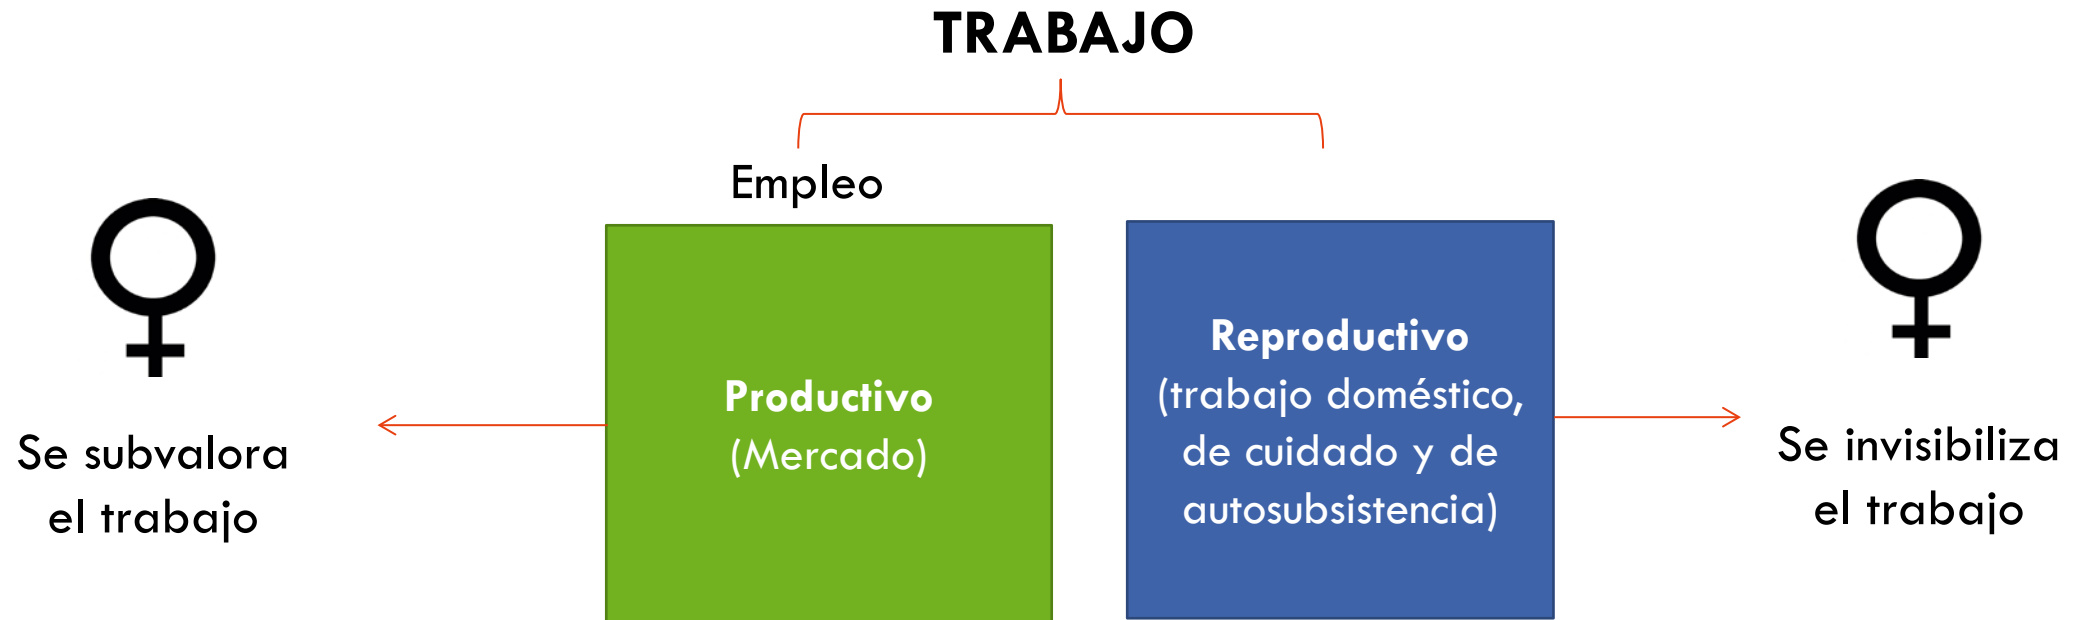 TRABAJO
Empleo
Se subvalora
el trabajo
Productivo
(Mercado)
Reproductivo
(trabajo doméstico,
de cuidado y de
autosubsistencia)
Se invisibiliza
el trabajo